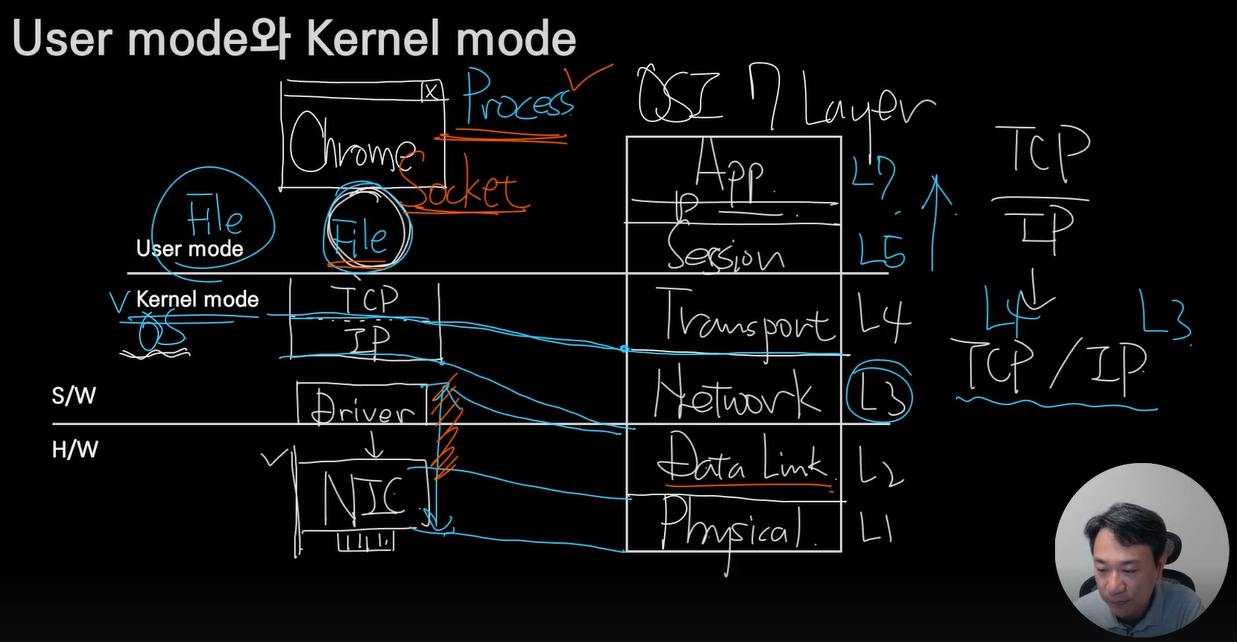 User mode와 Kernel mode
X
Chrome
Process
Socket
File
File
User mode
Kernel mode
OS
TCP
IP
S/W
Driver
H/W
NIC
OSI 7 Layer
App.
L7
P
Session
L5
Transport
L4
Network
L3
Data Link
L2
Physical.
L1
TCP
IP
L4
L3
TCP / IP